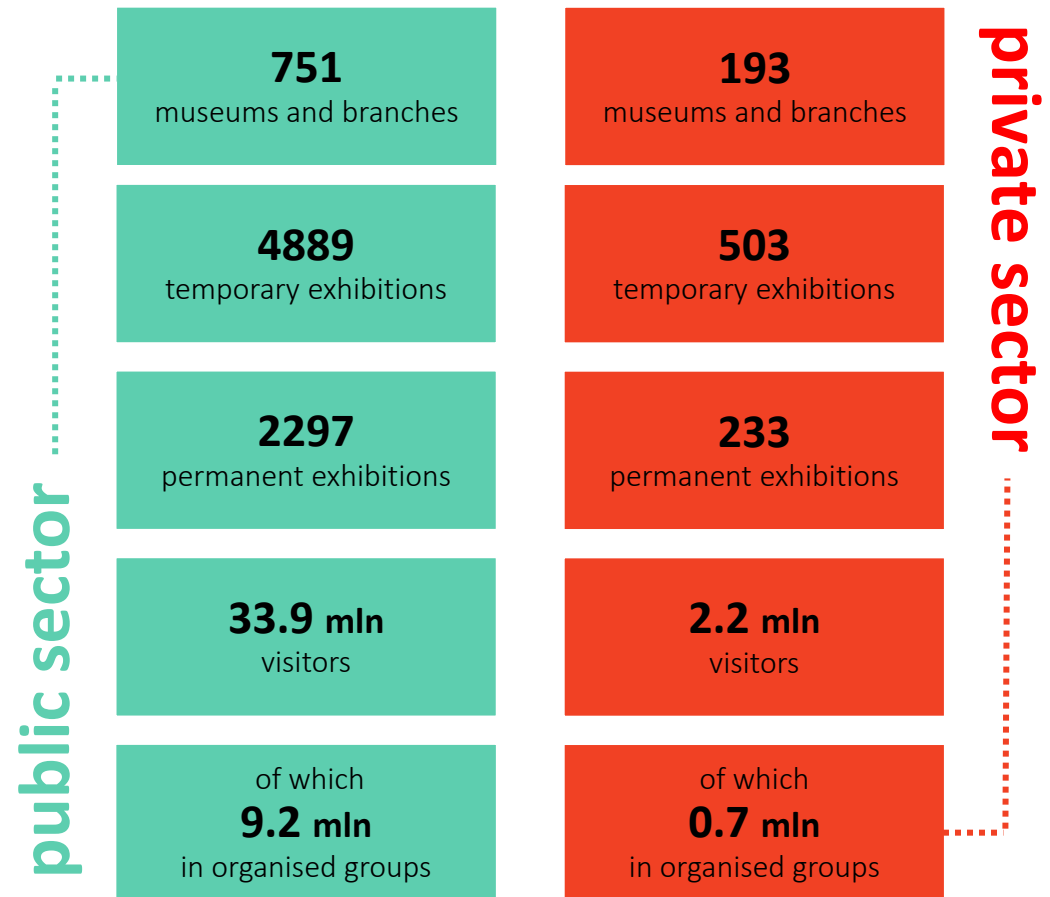 public sector
751
museums and branches
4889
temporary exhibitions
2297
permanent exhibitions
33.9 mln
visitors
of which
9.2 mln
in organised groups
private sector
193
museums and branches
503
temporary exhibitions
233
permanent exhibitions
2.2 mln
visitors
of which
0.7 mln
in organised groups